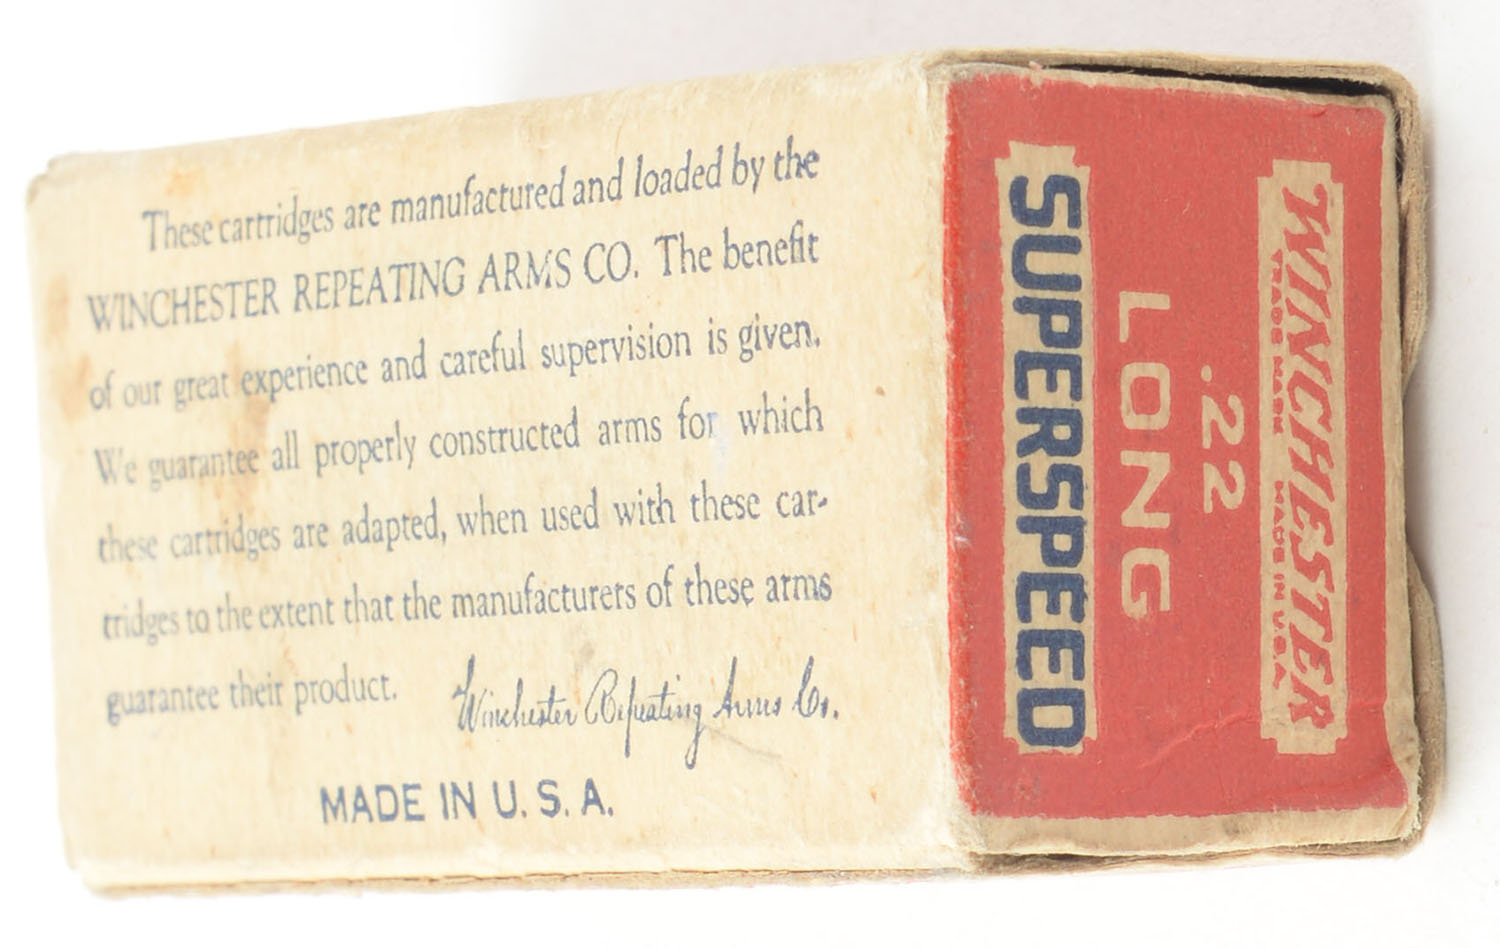 These cartridges are manufactured and loaded by the
WINCHESTER REPEATING ARMS CO. The benefit
of our great experience and careful supervision is given.
We guarantee all properly constructed arms for which
these cartridges are adapted, when used with these car-
tridges to the extent that the manufacturers of these arms
guarantee their product.
Winchester Repeating Arms Co.
MADE IN U. S. A.
WINCHESTER
TRADE MARK MADE IN U.S.A.
.22
LONG
SUPERSPEED